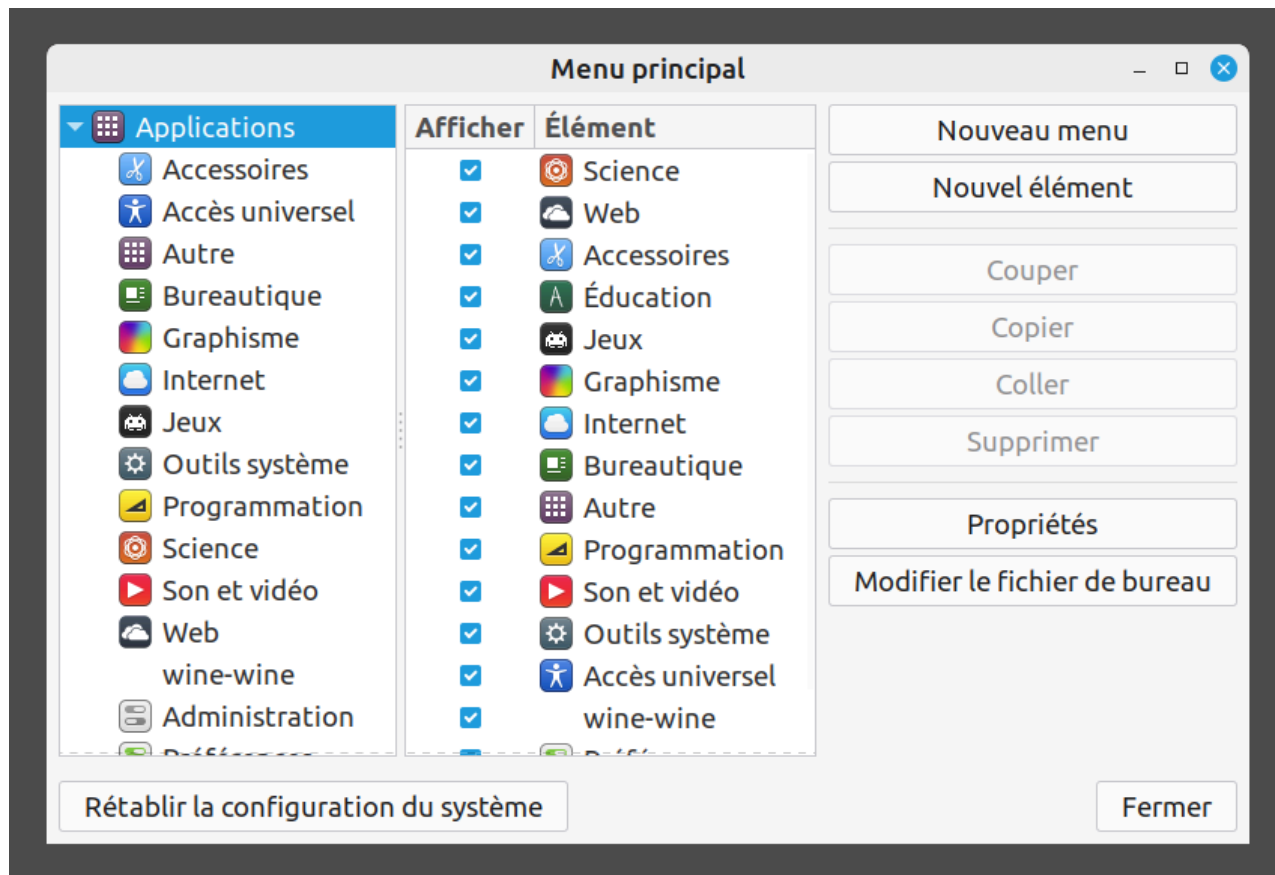 Menu principal
Applications
Accessoires
Accès universel
Autre
Bureautique
Graphisme
Internet
Jeux
Outils système
Programmation
Science
Son et vidéo
Web
wine-wine
Administration
Afficher Élément
Science
Web
Accessoires
Éducation
Jeux
Graphisme
Internet
Bureautique
Autre
Programmation
Son et vidéo
Outils système
Accès universel
wine-wine
Nouveau menu
Nouvel élément
Couper
Copier
Coller
Supprimer
Propriétés
Modifier le fichier de bureau
Rétablir la configuration du système
Fermer